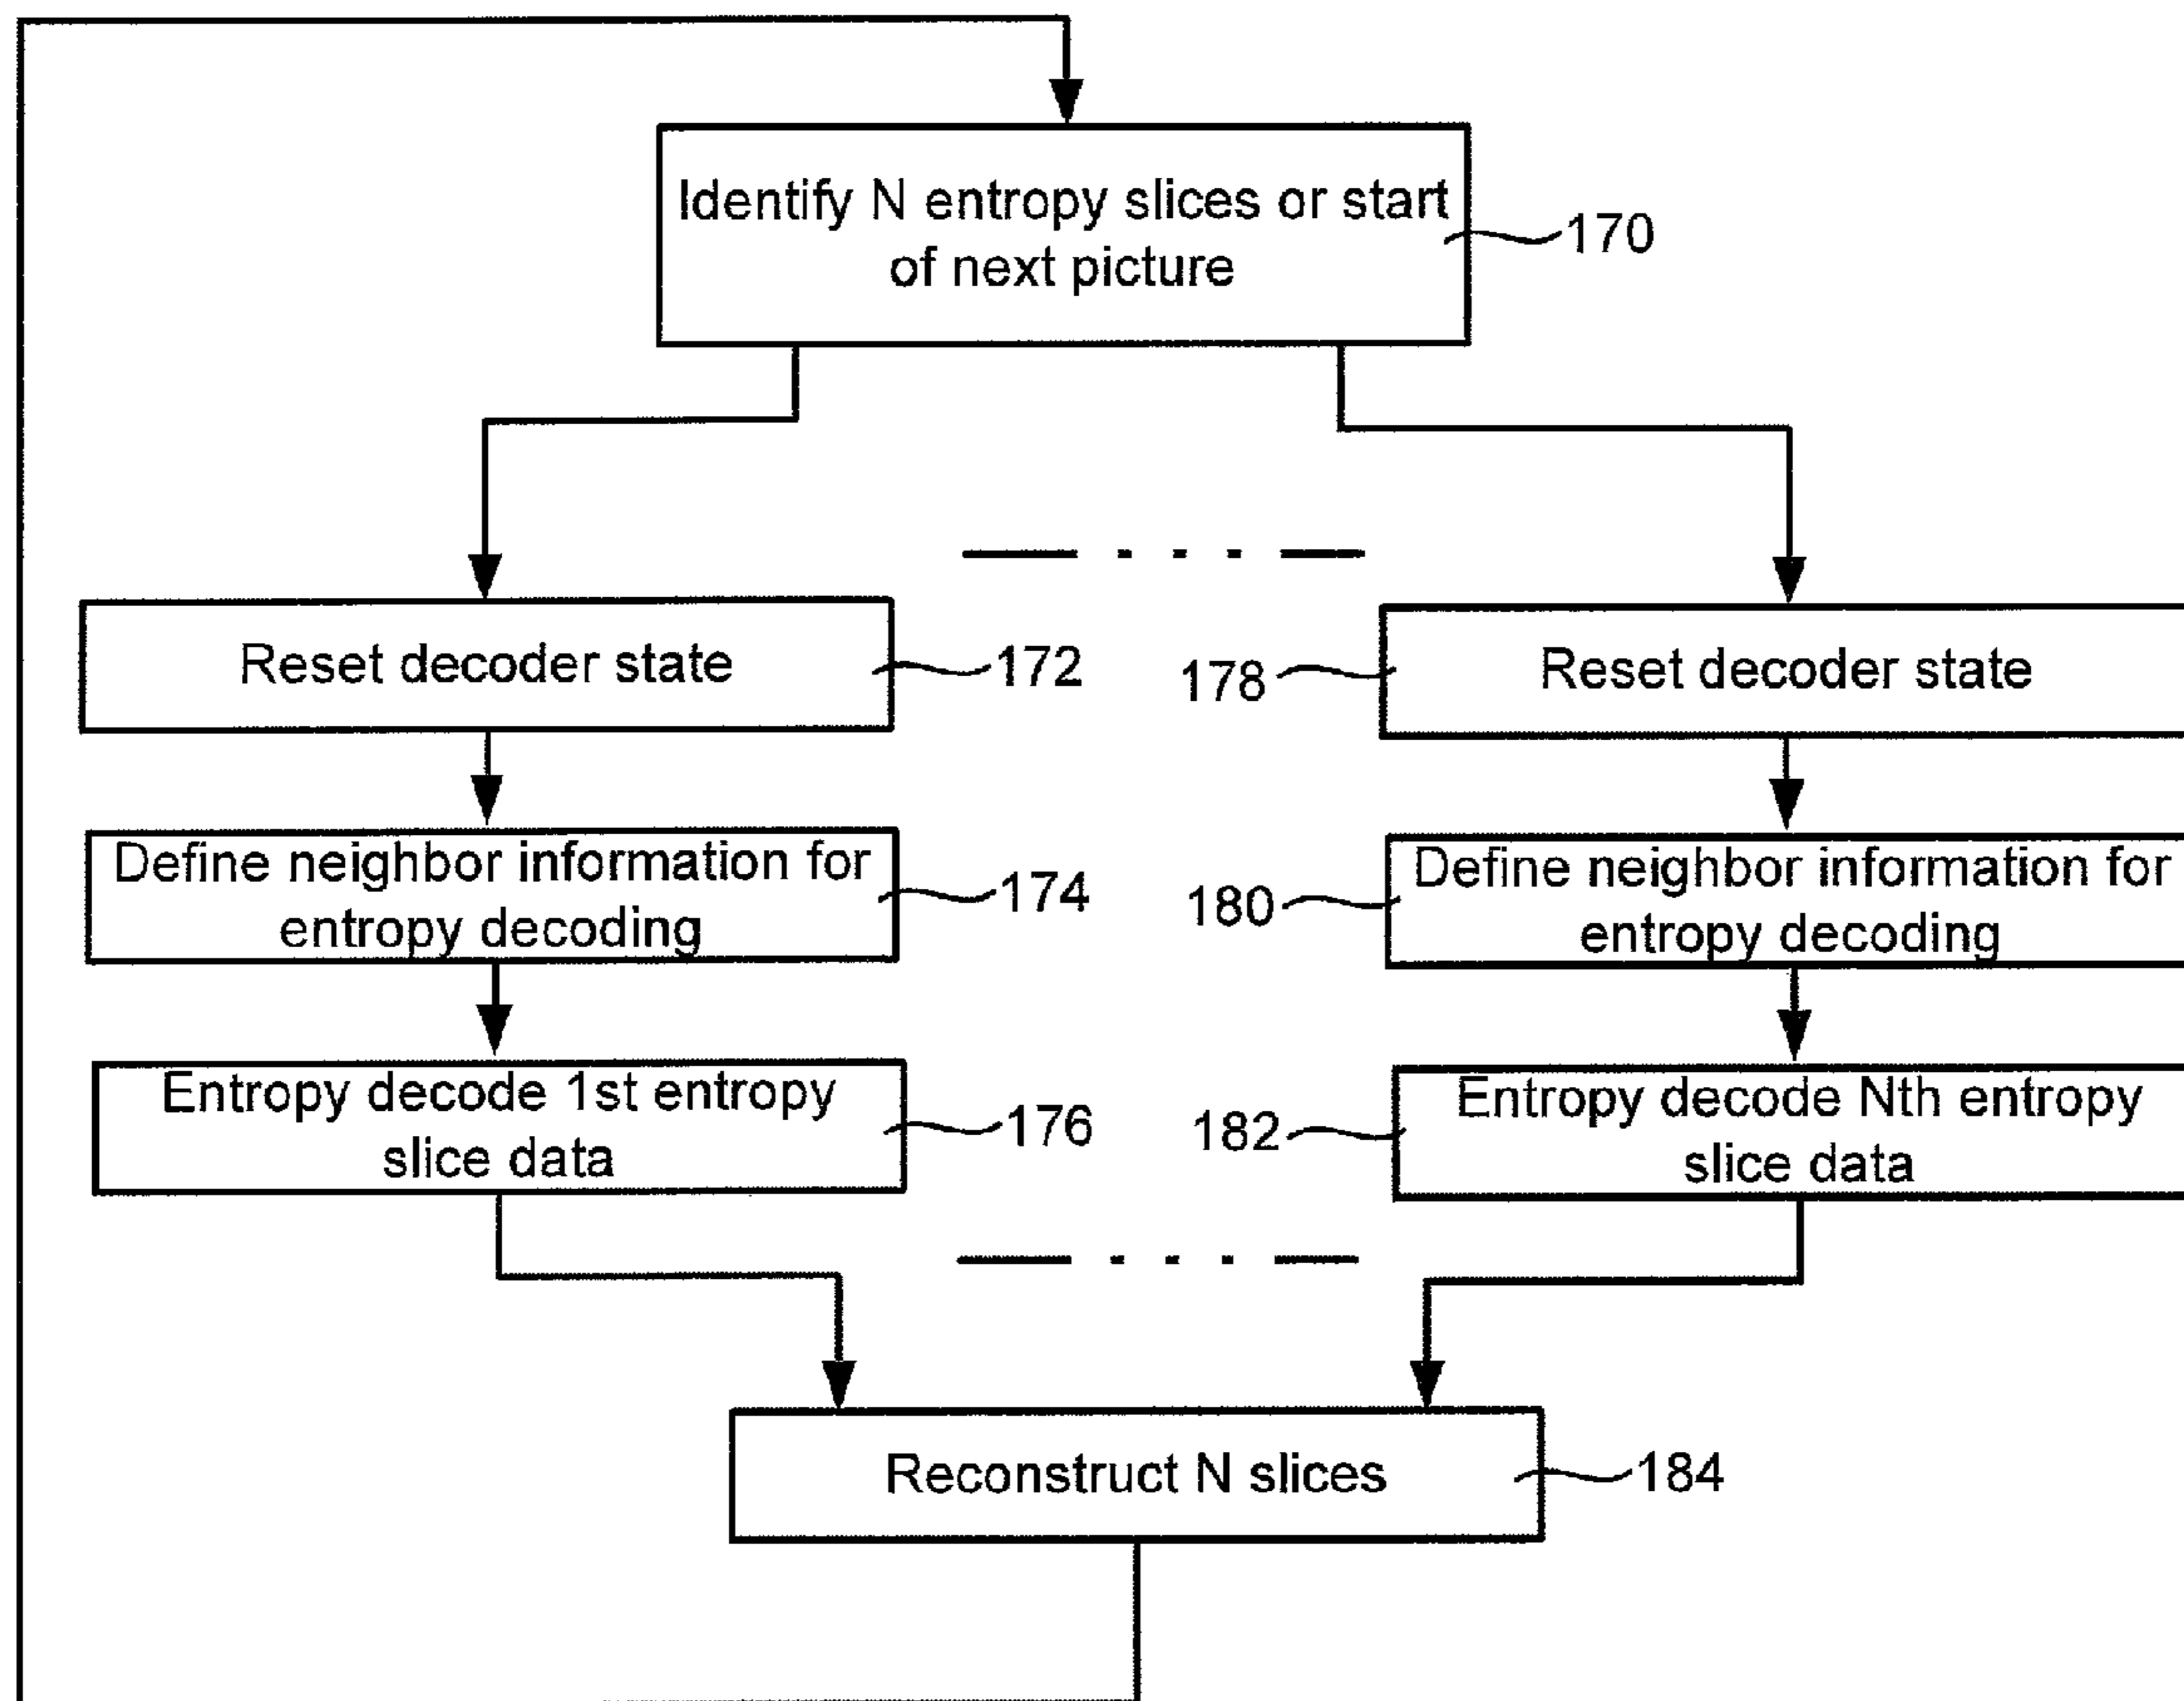 Identify N entropy slices or start
of next picture
170
Reset decoder state
172
178
Reset decoder state
Define neighbor information for
entropy decoding
174
180
Define neighbor information for
entropy decoding
Entropy decode 1st entropy
slice data
176
182
Entropy decode Nth entropy
slice data
Reconstruct N slices
184